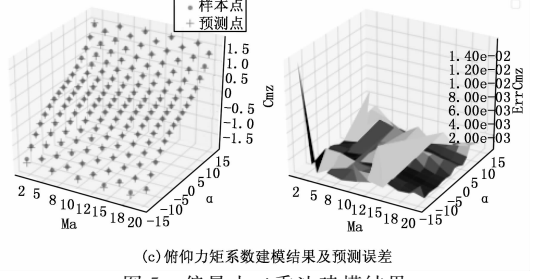 样本点
预测点
1.5
1.0
0.5
0
-0.5
-1.0
-1.5
Cmz
2 5 8 10 12 15 18 20
-15 -10 -5 0 5 10 15
Ma
α
1.40e-02
1.20e-02
1.00e-02
8.00e-03
6.00e-03
4.00e-03
2.00e-03
ErrCmz
2 5 8 10 12 15 18 20
-15 -10 -5 0 5 10 15
Ma
α
(c)俯仰力矩系数建模结果及预测误差